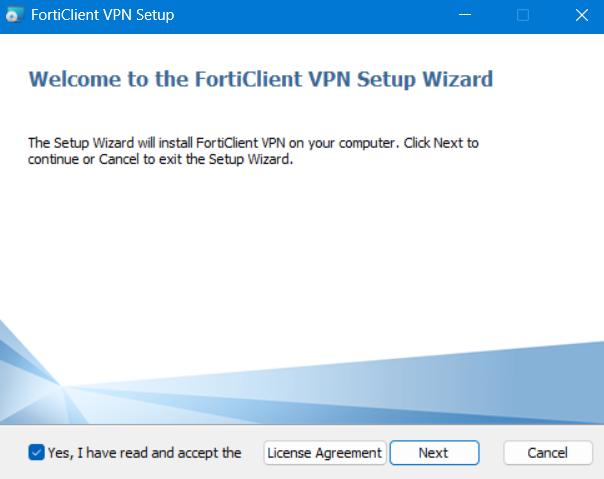 FortiClient VPN Setup
Welcome to the FortiClient VPN Setup Wizard
The Setup Wizard will install FortiClient VPN on your computer. Click Next to
continue or Cancel to exit the Setup Wizard.
Yes, I have read and accept the License Agreement Next Cancel